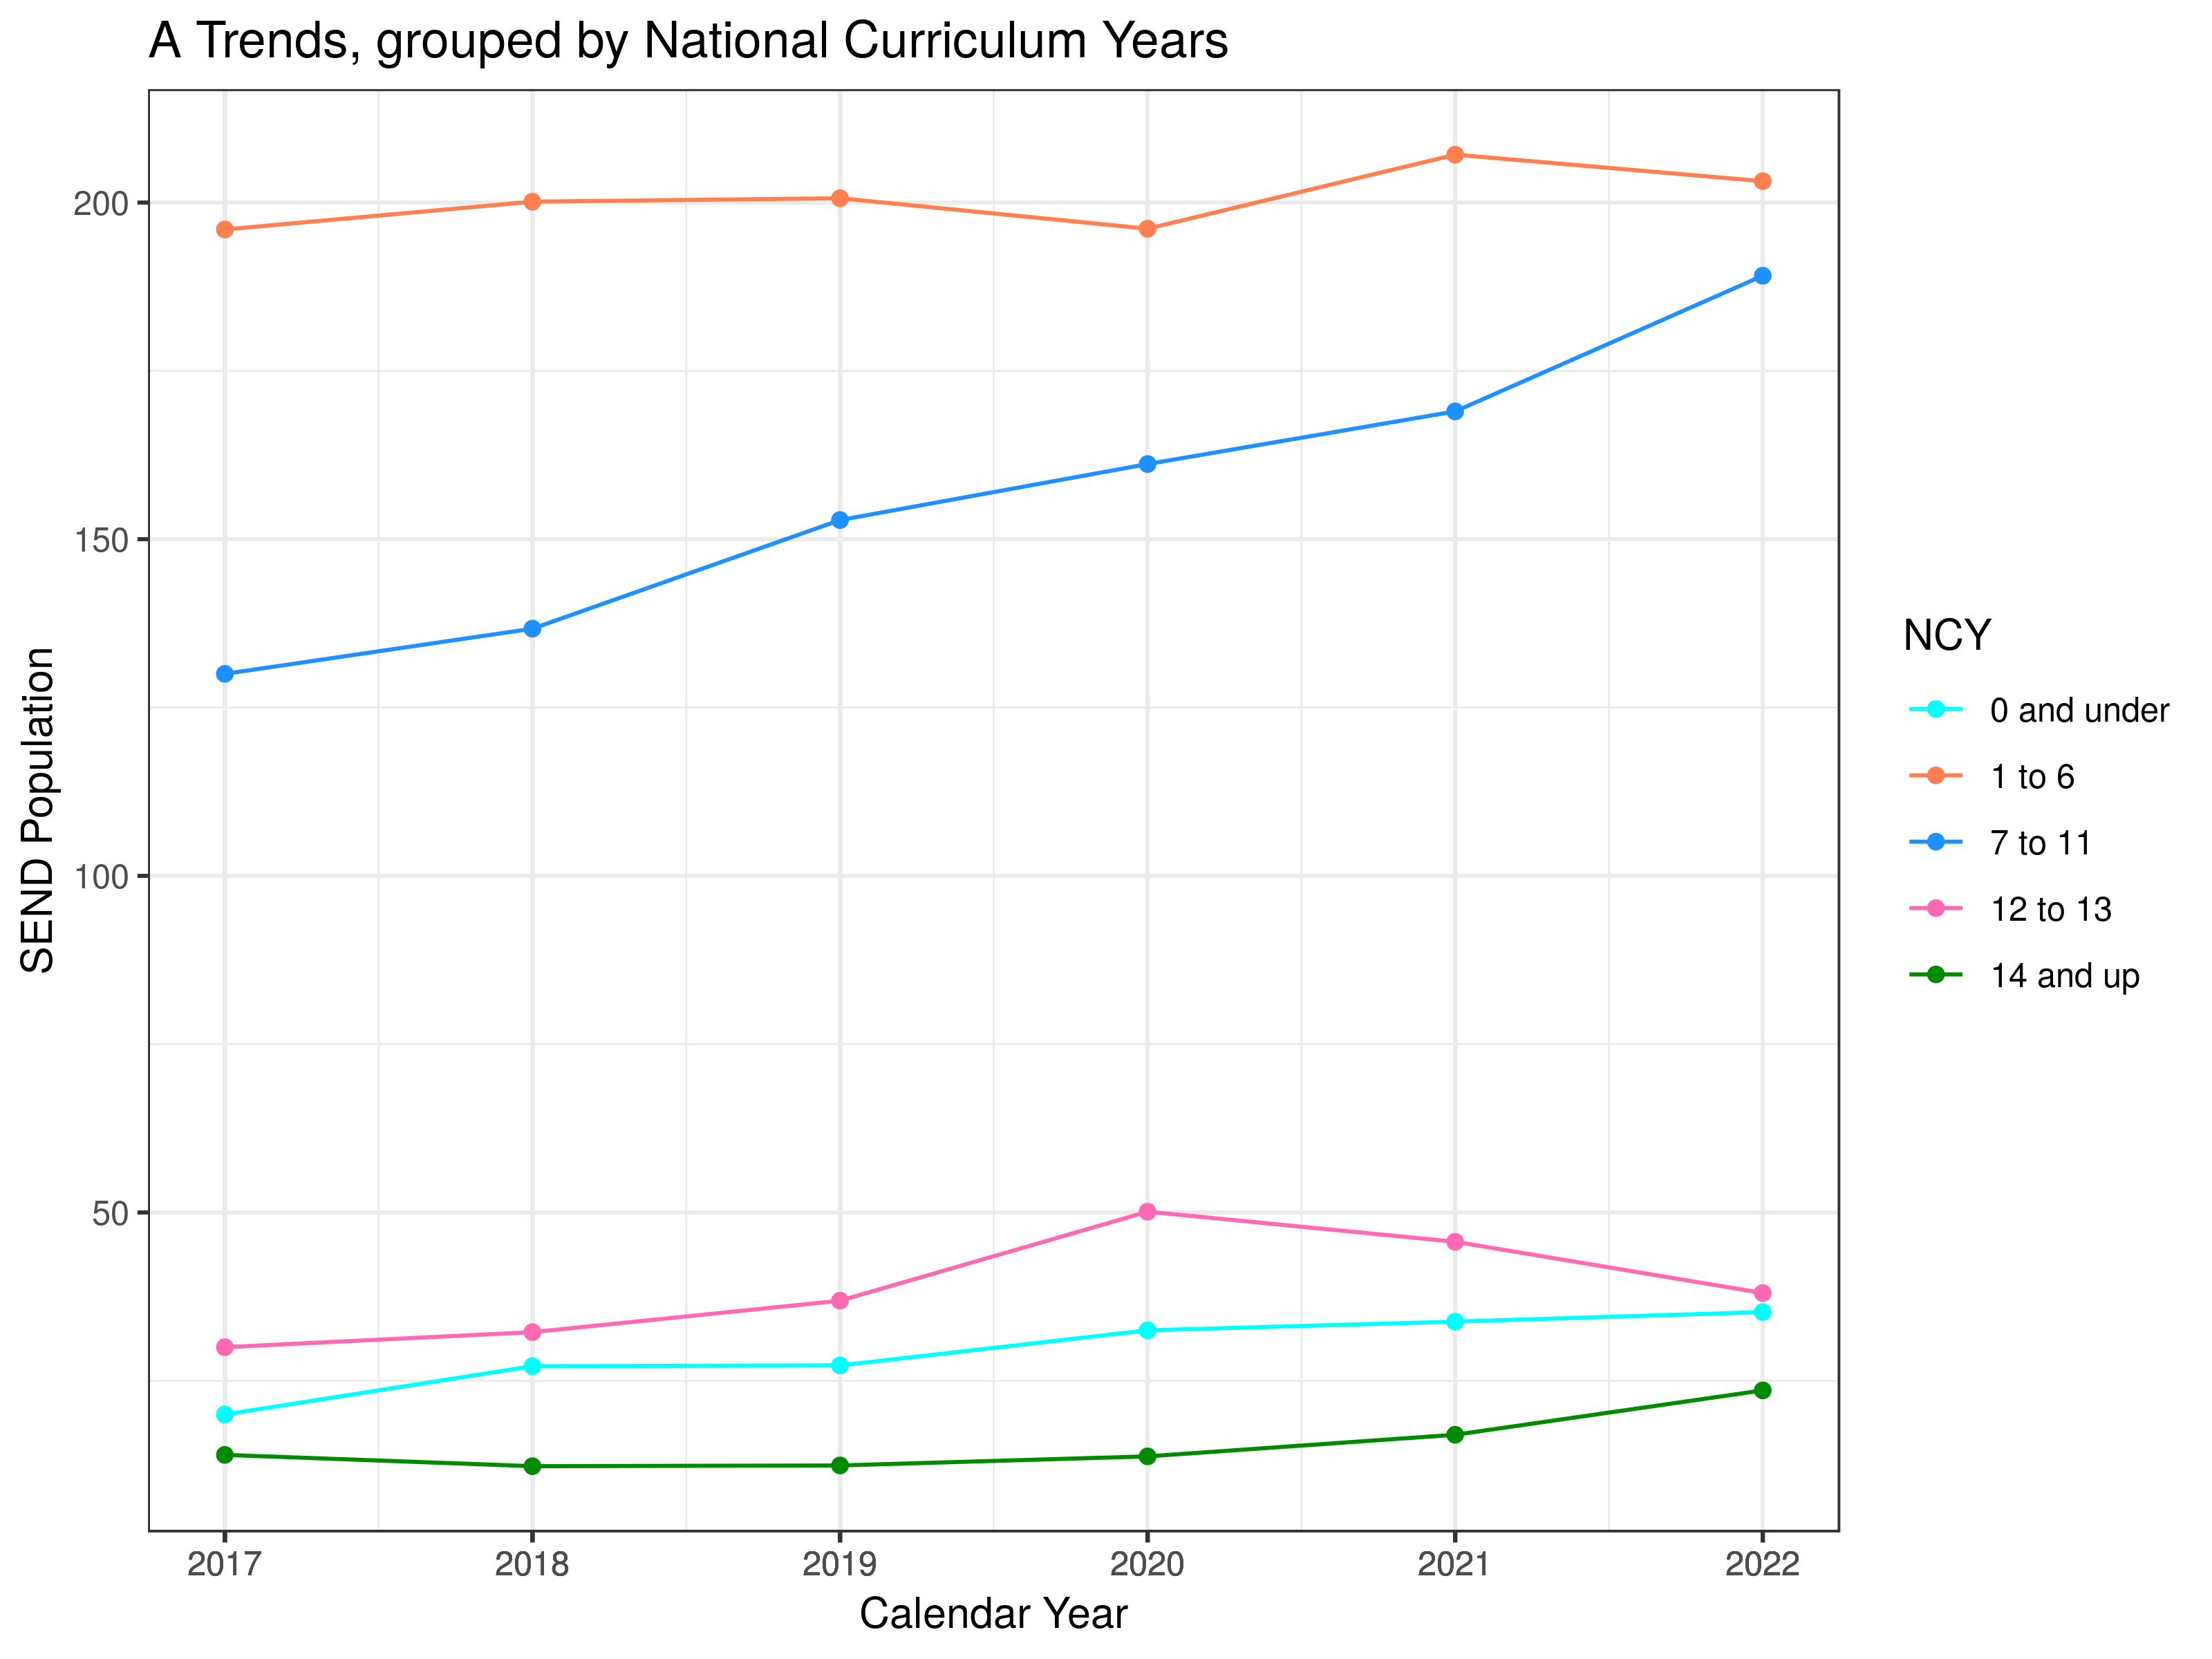 A Trends, grouped by National Curriculum Years
200
150
100
50
SEND Population
2017 2018 2019 2020 2021 2022
Calendar Year
NCY
0 and under
1 to 6
7 to 11
12 to 13
14 and up